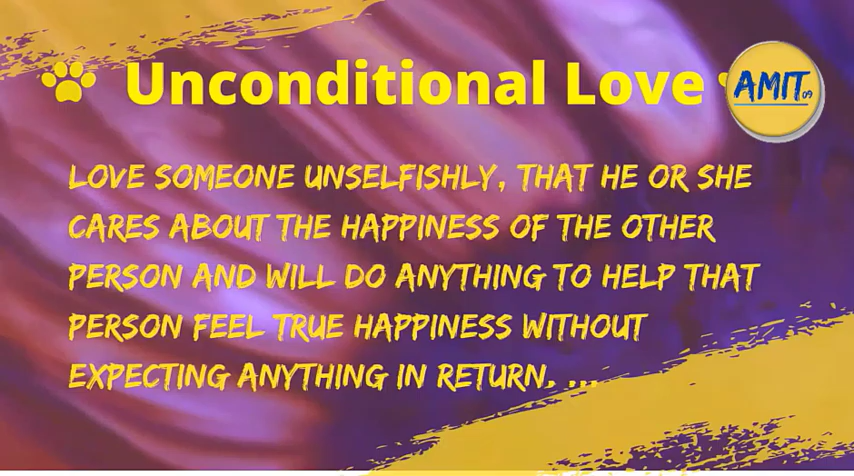 Unconditional Love
AMIT09
LOVE SOMEONE UNSELFISHLY, THAT HE OR SHE
CARES ABOUT THE HAPPINESS OF THE OTHER
PERSON AND WILL DO ANYTHING TO HELP THAT
PERSON FEEL TRUE HAPPINESS WITHOUT
EXPECTING ANYTHING IN RETURN. ...